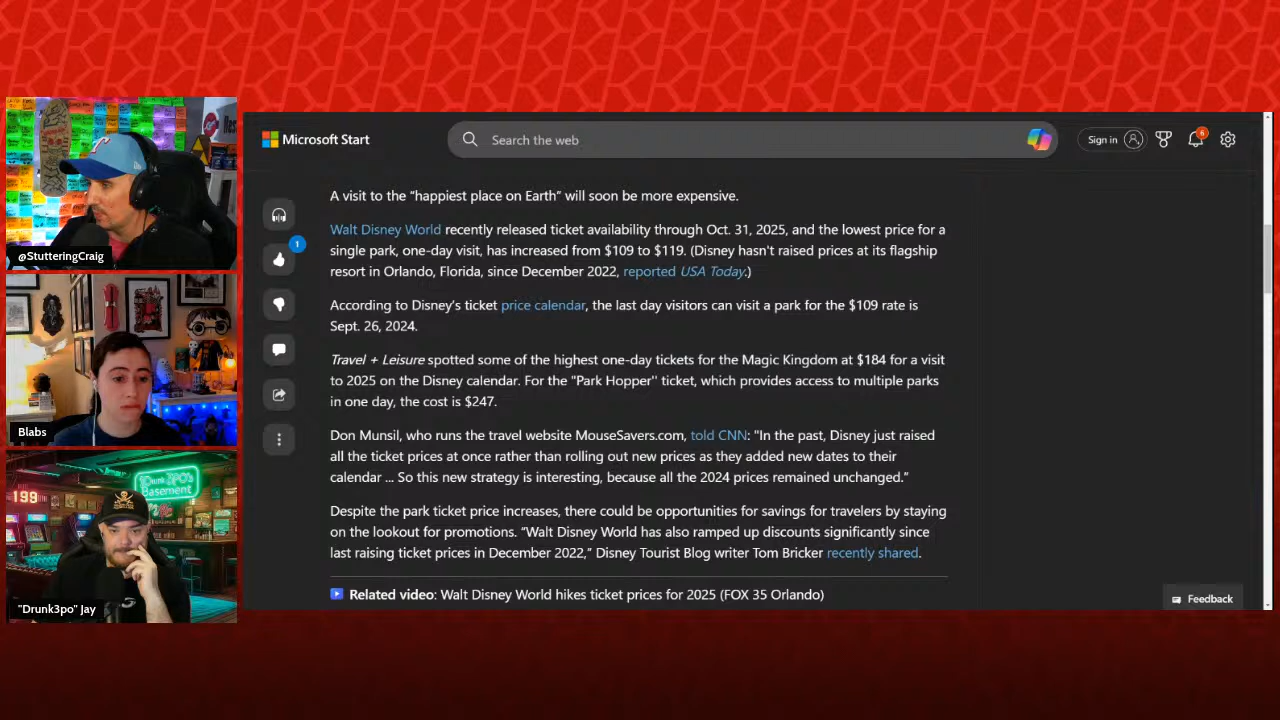 Microsoft Start
Search the web
Sign in
6
A visit to the “happiest place on Earth” will soon be more expensive.
Walt Disney World recently released ticket availability through Oct. 31, 2025, and the lowest price for a
single park, one-day visit, has increased from $109 to $119. (Disney hasn't raised prices at its flagship
resort in Orlando, Florida, since December 2022, reported USA Today.)
1
According to Disney’s ticket price calendar, the last day visitors can visit a park for the $109 rate is
Sept. 26, 2024.
Travel + Leisure spotted some of the highest one-day tickets for the Magic Kingdom at $184 for a visit
to 2025 on the Disney calendar. For the "Park Hopper'' ticket, which provides access to multiple parks
in one day, the cost is $247.
Don Munsil, who runs the travel website MouseSavers.com, told CNN: "In the past, Disney just raised
all the ticket prices at once rather than rolling out new prices as they added new dates to their
calendar ... So this new strategy is interesting, because all the 2024 prices remained unchanged.”
Despite the park ticket price increases, there could be opportunities for savings for travelers by staying
on the lookout for promotions. “Walt Disney World has also ramped up discounts significantly since
last raising ticket prices in December 2022,” Disney Tourist Blog writer Tom Bricker recently shared.
Related video: Walt Disney World hikes ticket prices for 2025 (FOX 35 Orlando)
Feedback
@StutteringCraig
Blabs
Drunk3PO's
Basement
199
"Drunk3po" Jay